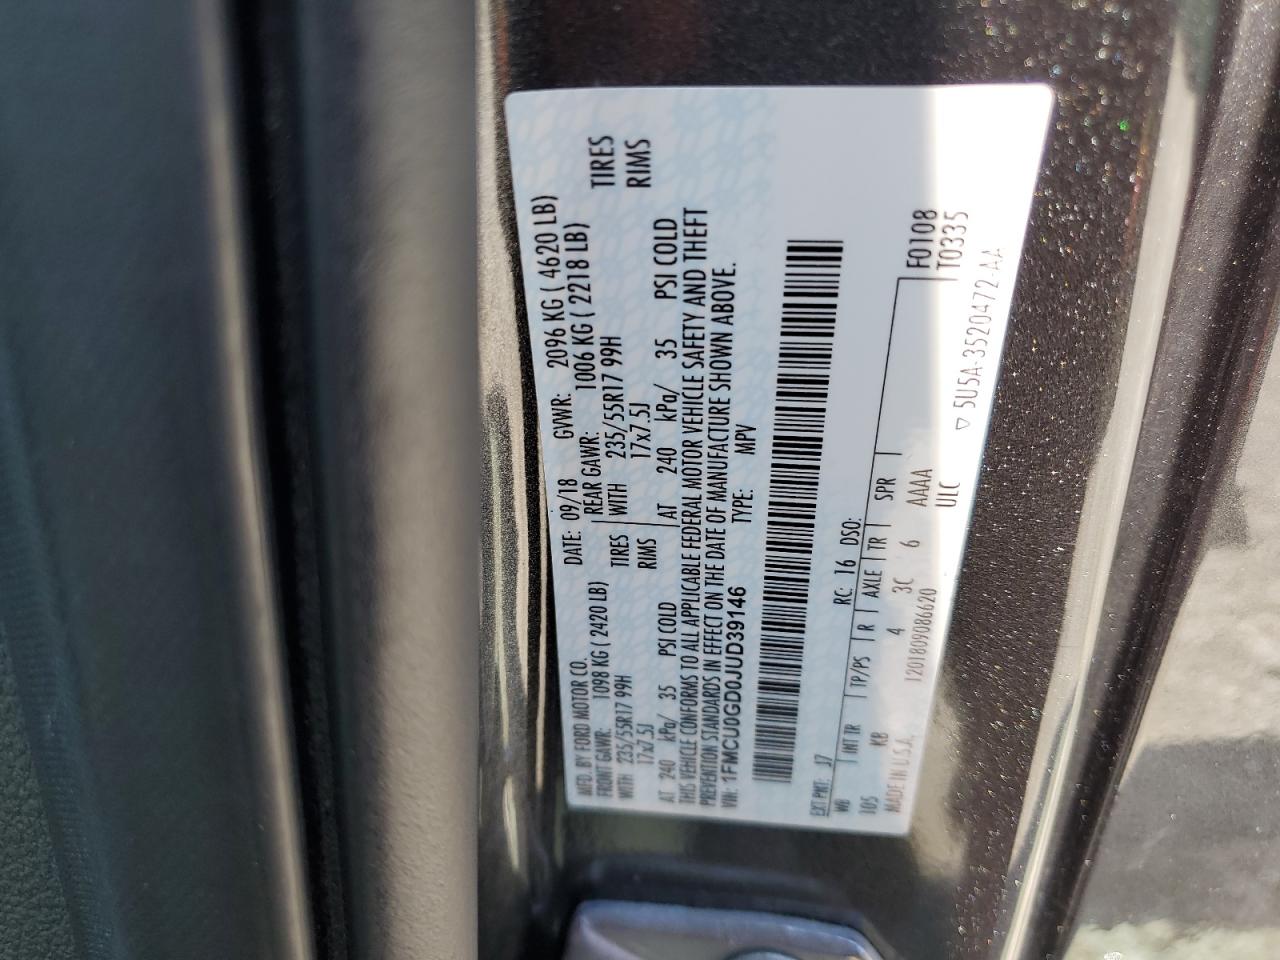 MFD. BY FORD MOTOR CO.
DATE: 09/18 GVWR: 2096 KG ( 4620 LB)
FRONT GAWR: 1098 KG ( 2420 LB) REAR GAWR: 1006 KG ( 2218 LB)
WITH 235/55R17 99H TIRES WITH 235/55R17 99H TIRES
17x7.5J RIMS 17x7.5J RIMS
AT 240 kPa/ 35 PSI COLD AT 240 kPa/ 35 PSI COLD
THIS VEHICLE CONFORMS TO ALL APPLICABLE FEDERAL MOTOR VEHICLE SAFETY AND THEFT
PREVENTION STANDARDS IN EFFECT ON THE DATE OF MANUFACTURE SHOWN ABOVE.
VIN: 1FMCU0GD0JUD39146 TYPE: MPV
EXT PNT: J7 RC: 16 DSO:
WB INT TR TP/PS R AXLE TR SPR F0108
105 KB 4 3C 6 AAAA T0335
MADE IN U.S.A. 1201809086620 ULC
▽ 5U5A-3520472-AA